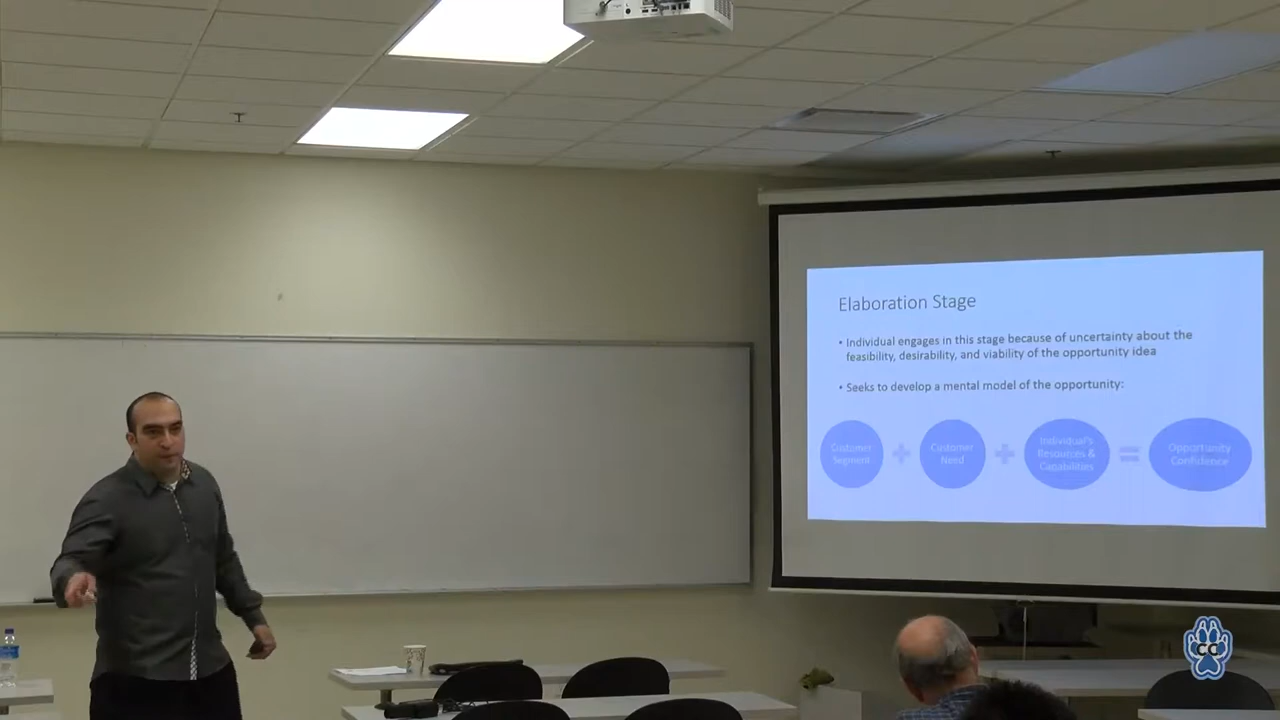 Elaboration Stage
• Individual engages in this stage because of uncertainty about the
feasibility, desirability, and viability of the opportunity idea
• Seeks to develop a mental model of the opportunity:
Customer
Segment
+
Customer
Need
+
Individual's
Resources &
Capabilities
=
Opportunity
Confidence
CC